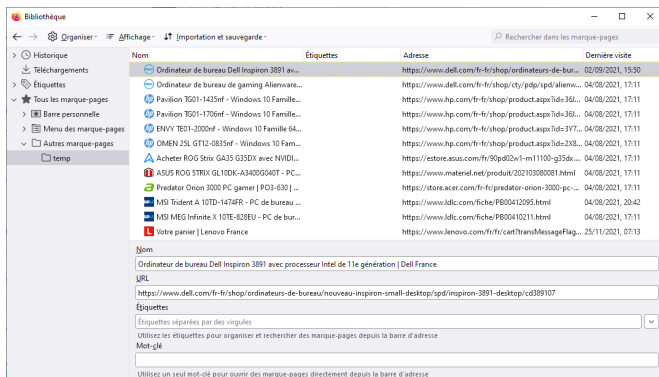 Bibliothèque
Organiser Affichage Importation et sauvegarde Rechercher dans les marque-pages
Historique
Téléchargements
Étiquettes
Tous les marque-pages
Barre personnelle
Menu des marque-pages
Autres marque-pages
temp
Nom Étiquettes Adresse Dernière visite
Ordinateur de bureau Dell Inspiron 3891 av... https://www.dell.com/fr-fr/shop/ordinateurs-de-bur... 02/09/2021, 15:50
Ordinateur de bureau de gaming Alienware... https://www.dell.com/fr-fr/shop/cty/pdp/spd/alienw... 04/08/2021, 17:11
Pavilion TG01-1435nf - Windows 10 Famille... https://www.hp.com/fr-fr/shop/product.aspx?id=36J... 04/08/2021, 17:11
Pavilion TG01-1706nf - Windows 10 Famille... https://www.hp.com/fr-fr/shop/product.aspx?id=36J... 04/08/2021, 17:11
ENVY TE01-2000nf - Windows 10 Famille 64... https://www.hp.com/fr-fr/shop/product.aspx?id=3Y7... 04/08/2021, 17:11
OMEN 25L GT12-0835nf - Windows 10 Fam... https://www.hp.com/fr-fr/shop/product.aspx?id=2X8... 04/08/2021, 17:11
Acheter ROG Strix GA35 G35DX avec NVIDI... https://estore.asus.com/fr/90pd02w1-m11100-g35dx.... 04/08/2021, 17:11
ASUS ROG STRIX GL10DK-A3400G040T - PC... https://www.materiel.net/produit/202103080081.html 04/08/2021, 17:11
Predator Orion 3000 PC gamer | PO3-630 |... https://store.acer.com/fr-fr/predator-orion-3000-pc-... 04/08/2021, 17:11
MSI Trident A 10TD-1474FR - PC de bureau ... https://www.ldlc.com/fiche/PB00412095.html 04/08/2021, 20:42
MSI MEG Infinite X 10TE-828EU - PC de bur... https://www.ldlc.com/fiche/PB00410211.html 04/08/2021, 17:11
Votre panier | Lenovo France https://www.lenovo.com/fr/fr/cart?transMessageFlag... 25/11/2021, 07:13
Nom
Ordinateur de bureau Dell Inspiron 3891 avec processeur Intel de 11e génération | Dell France
URL
https://www.dell.com/fr-fr/shop/ordinateurs-de-bureau/nouveau-inspiron-small-desktop/spd/inspiron-3891-desktop/cd389107
Étiquettes
Étiquettes séparées par des virgules
Utilisez les étiquettes pour organiser et rechercher des marque-pages depuis la barre d'adresse
Mot-clé
Utilisez un seul mot-clé pour ouvrir des marque-pages directement depuis la barre d'adresse